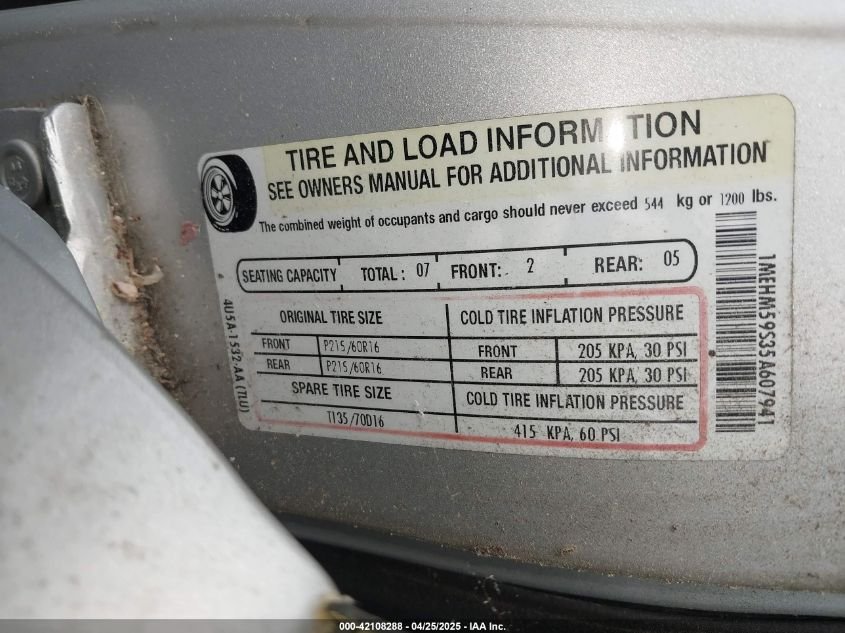 TIRE AND LOAD INFORMATION
SEE OWNERS MANUAL FOR ADDITIONAL INFORMATION
The combined weight of occupants and cargo should never exceed 544 kg or 1200 lbs.
SEATING CAPACITY TOTAL: 07 FRONT: 2 REAR: 05
ORIGINAL TIRE SIZE COLD TIRE INFLATION PRESSURE
FRONT P215/60R16 FRONT 205 KPA, 30 PSI
REAR P215/60R16 REAR 205 KPA, 30 PSI
SPARE TIRE SIZE COLD TIRE INFLATION PRESSURE
T135/70D16 415 KPA, 60 PSI
4U5A-1532-AA (TLU)
1MEHM59S35A607941
000-42108288 - 04/25/2025 - IAA Inc.